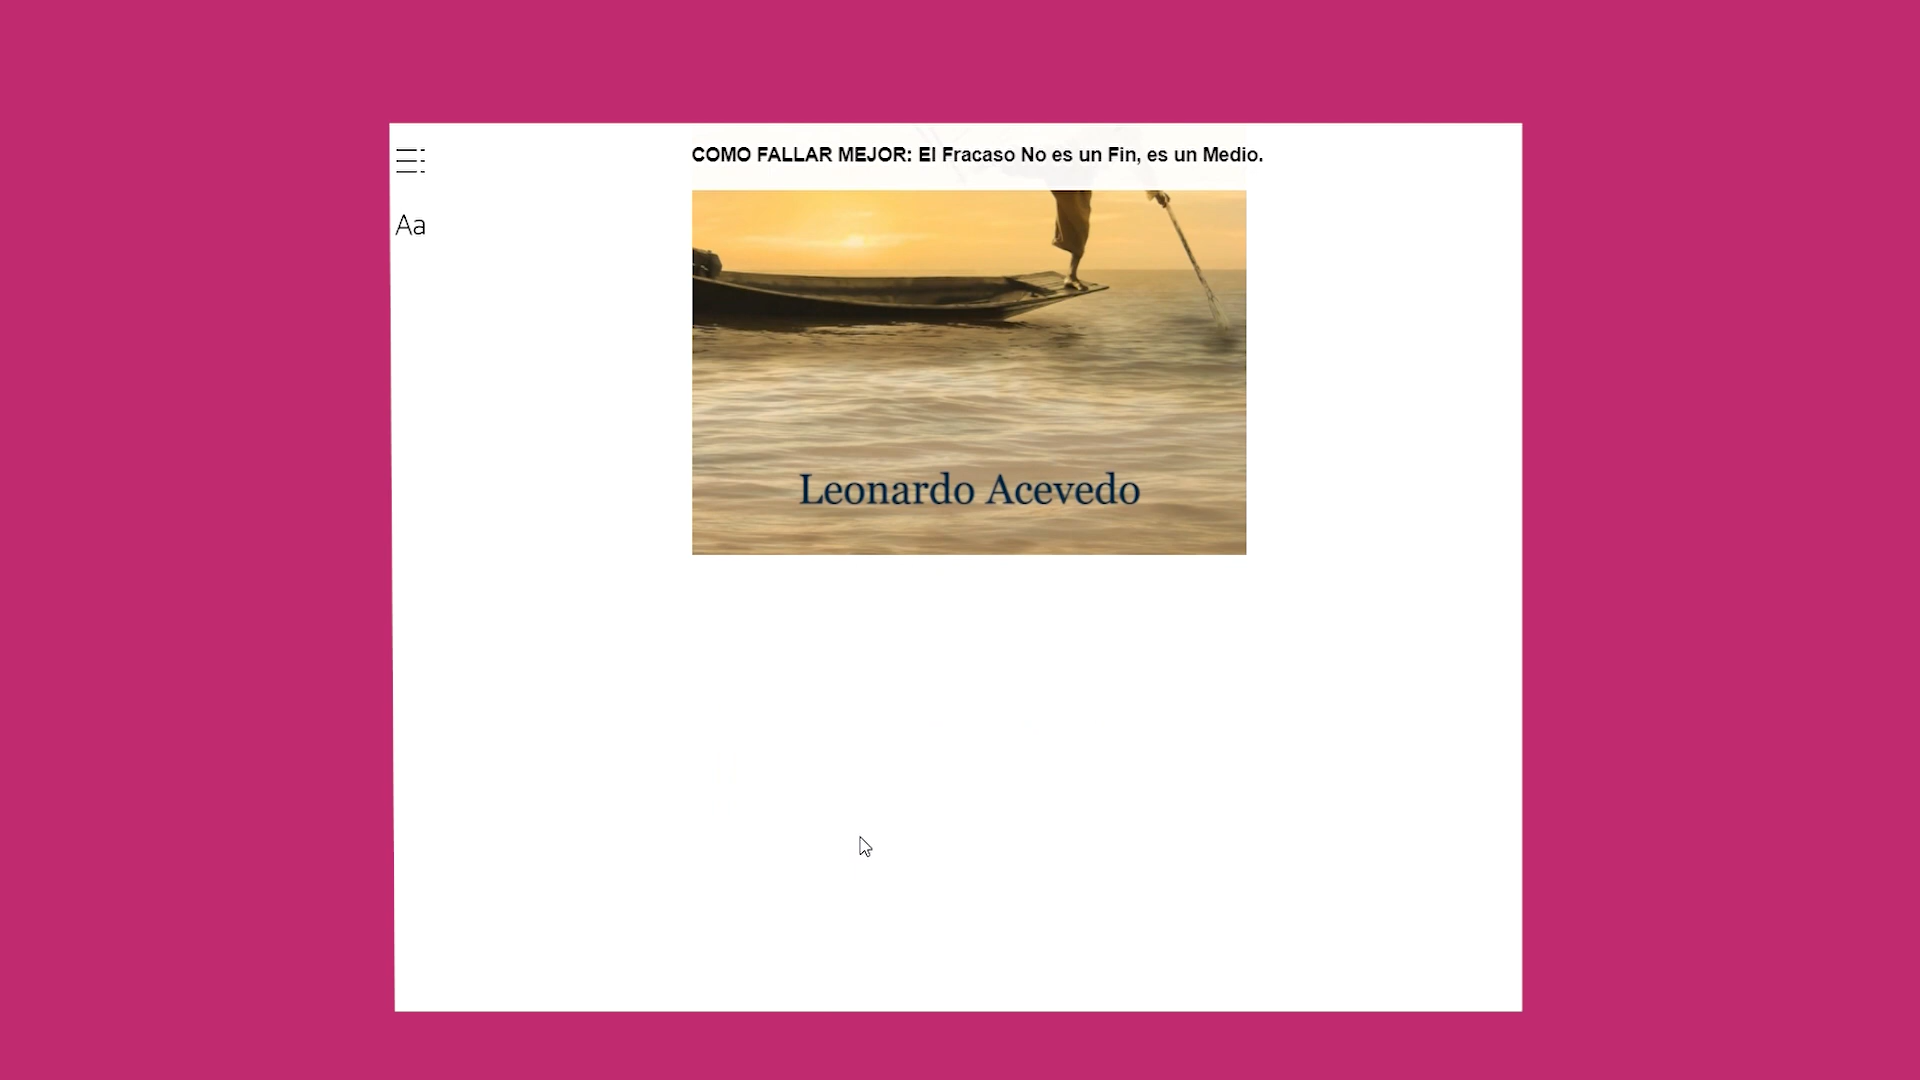 COMO FALLAR MEJOR: El Fracaso No es un Fin, es un Medio.
Aa
Leonardo Acevedo